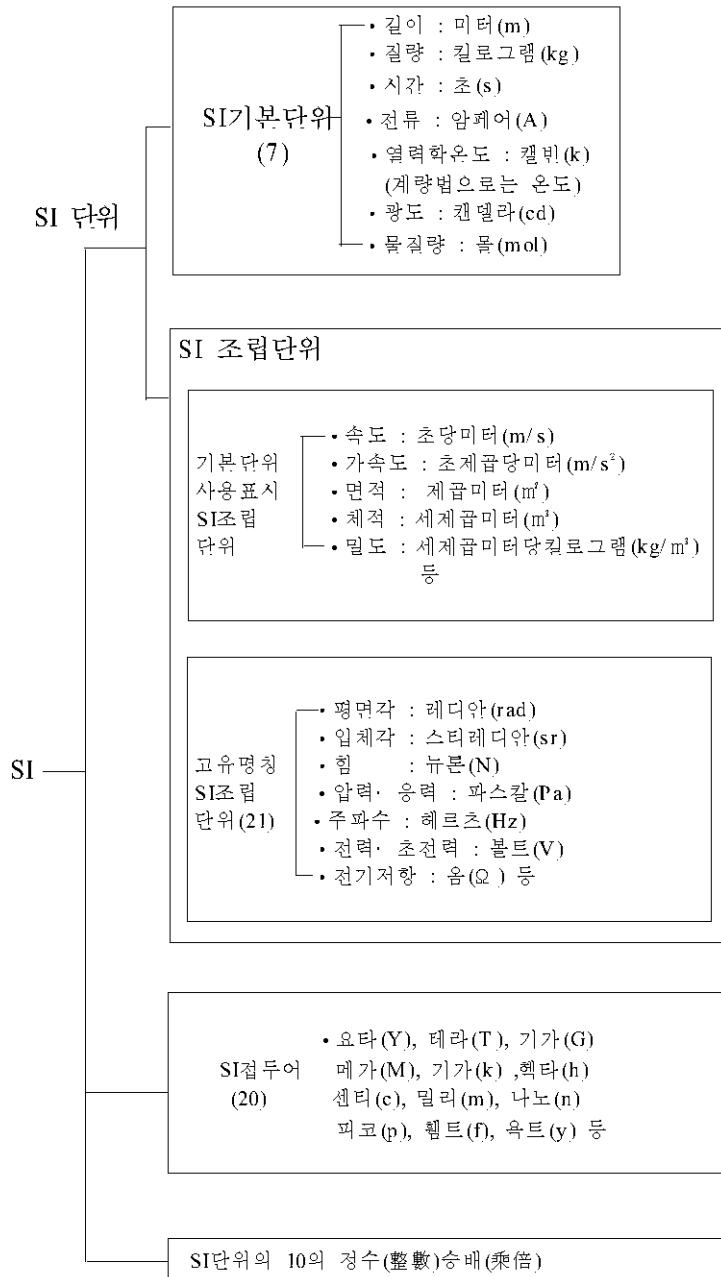 • 길이 : 미터(m)
• 질량 : 킬로그램(kg)
• 시간 : 초(s)
SI기본단위
(7)
• 전류 : 암페어(A)
• 열력학온도 : 캘빈(k)
(계량법으로는 온도)
• 광도 : 캔델라(cd)
• 물질량 : 몰(mol)
SI 단위
SI 조립단위
기본단위
사용표시
SI조립
단위
• 속도 : 초당미터(m/s)
• 가속도 : 초제곱당미터(m/s²)
• 면적 : 제곱미터(㎡)
• 체적 : 세제곱미터(㎥)
• 밀도 : 세제곱미터당킬로그램(kg/㎥)
등
고유명칭
SI조립
단위(21)
• 평면각 : 레디안(rad)
• 입체각 : 스티레디안(sr)
• 힘 : 뉴톤(N)
• 압력· 응력 : 파스칼(Pa)
• 주파수 : 헤르츠(Hz)
• 전력· 초전력 : 볼트(V)
• 전기저항 : 옴(Ω) 등
SI
SI접두어
(20)
• 요타(Y), 테라(T), 기가(G)
메가(M), 기가(k) ,헥타(h)
센티(c), 밀리(m), 나노(n)
피코(p), 휌트(f), 욕트(y) 등
SI단위의 10의 정수(整數)승배(乘倍)